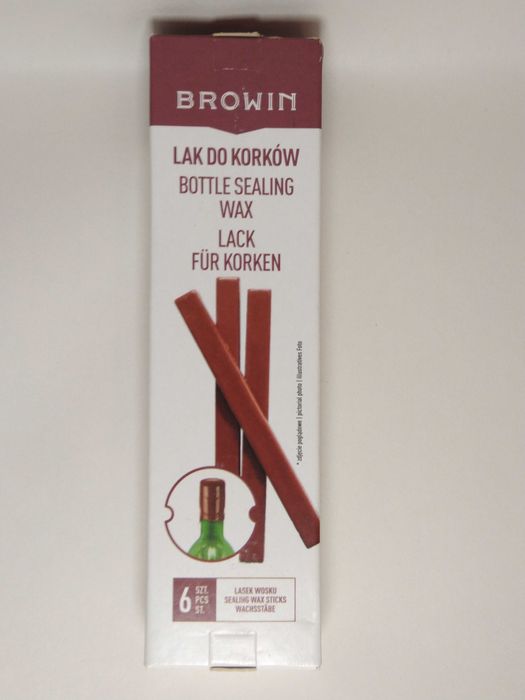 BROWIN
LAK DO KORKÓW
BOTTLE SEALING
WAX
LACK
FÜR KORKEN
* zdjęcie poglądowe | pictorial photo | illustratives Foto
6 SZT.
PCS
ST.
LASEK WOSKU
SEALING WAX STICKS
WACHSSTÄBE